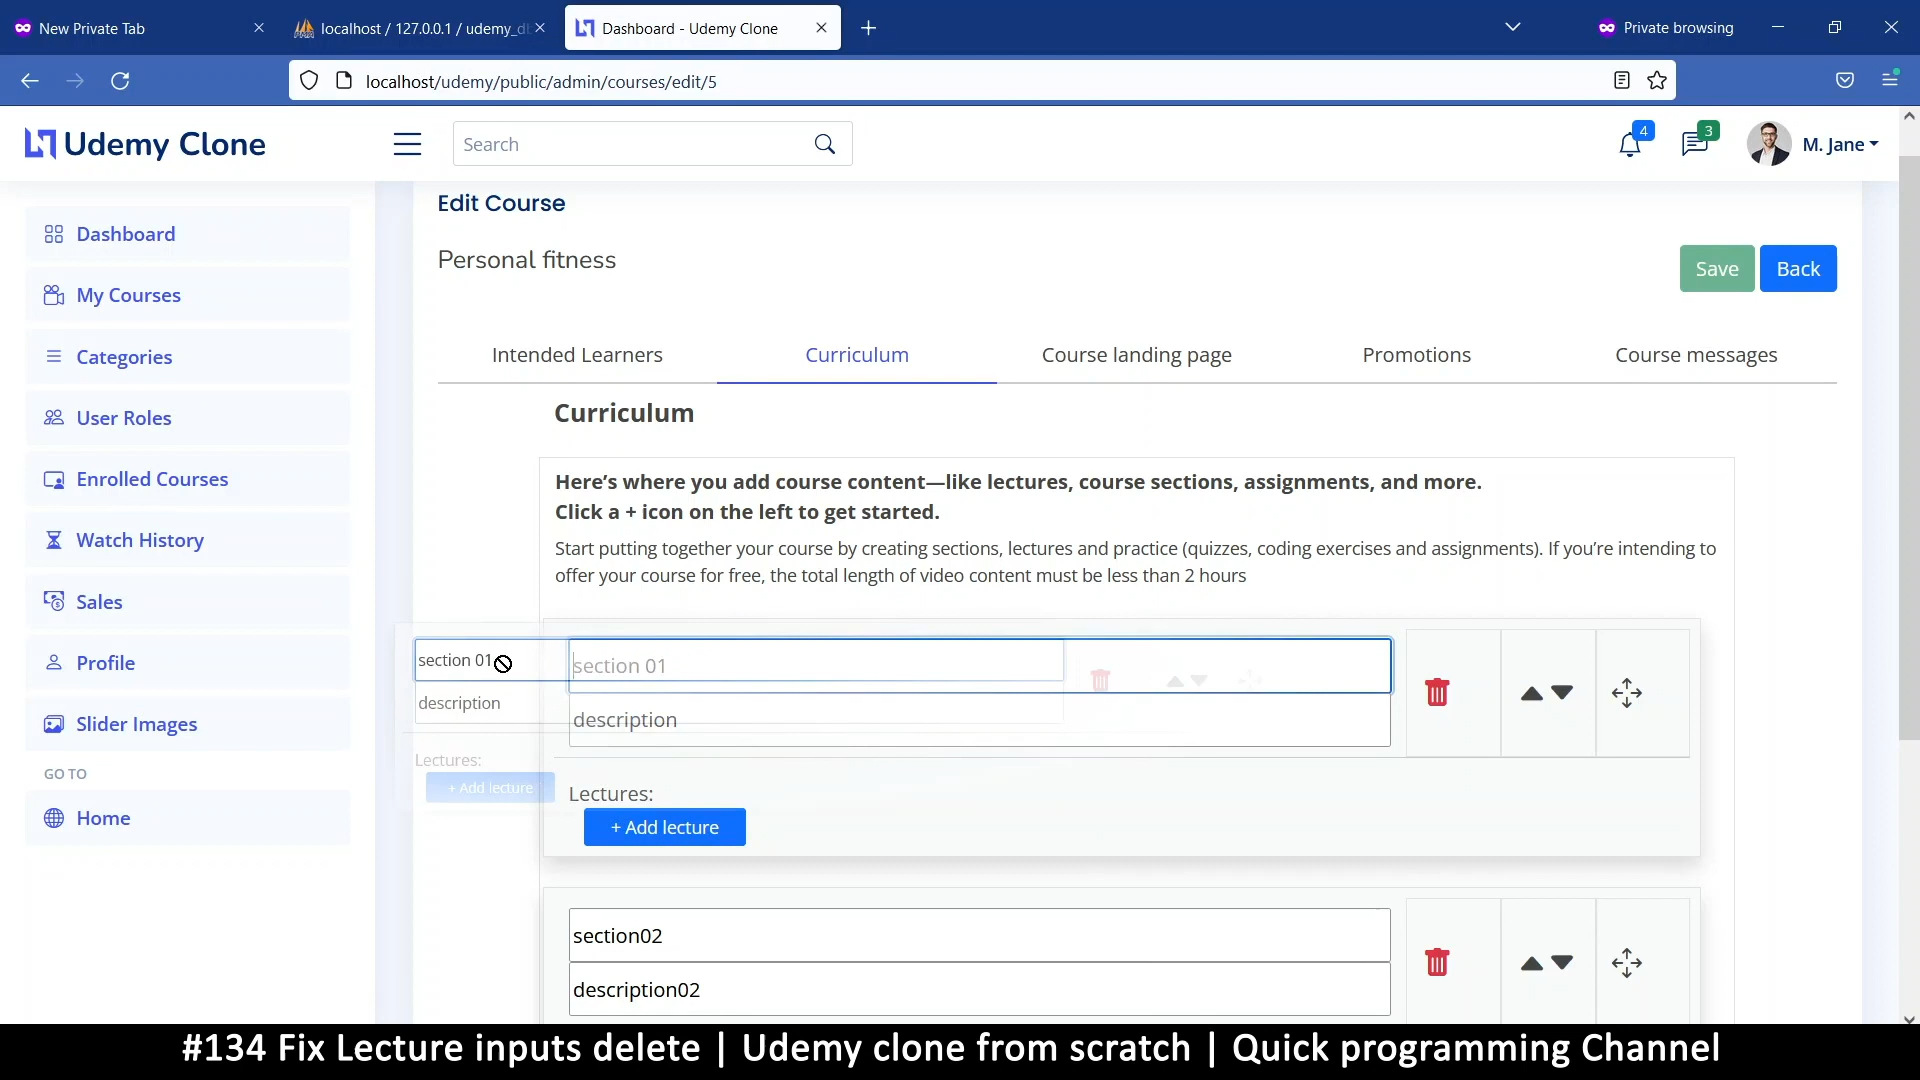 New Private Tab
localhost / 127.0.0.1 / udemy_d
Dashboard - Udemy Clone
Private browsing
localhost/udemy/public/admin/courses/edit/5
Udemy Clone
Search
4
3
M. Jane
Dashboard
My Courses
Categories
User Roles
Enrolled Courses
Watch History
Sales
Profile
Slider Images
GO TO
Home
Edit Course
Personal fitness
Save
Back
Intended Learners
Curriculum
Course landing page
Promotions
Course messages
Curriculum
Here’s where you add course content—like lectures, course sections, assignments, and more.
Click a + icon on the left to get started.
Start putting together your course by creating sections, lectures and practice (quizzes, coding exercises and assignments). If you’re intending to
offer your course for free, the total length of video content must be less than 2 hours
section 01
description
Lectures:
+ Add lecture
section 01
description
Lectures:
+ Add lecture
section02
description02
#134 Fix Lecture inputs delete | Udemy clone from scratch | Quick programming Channel